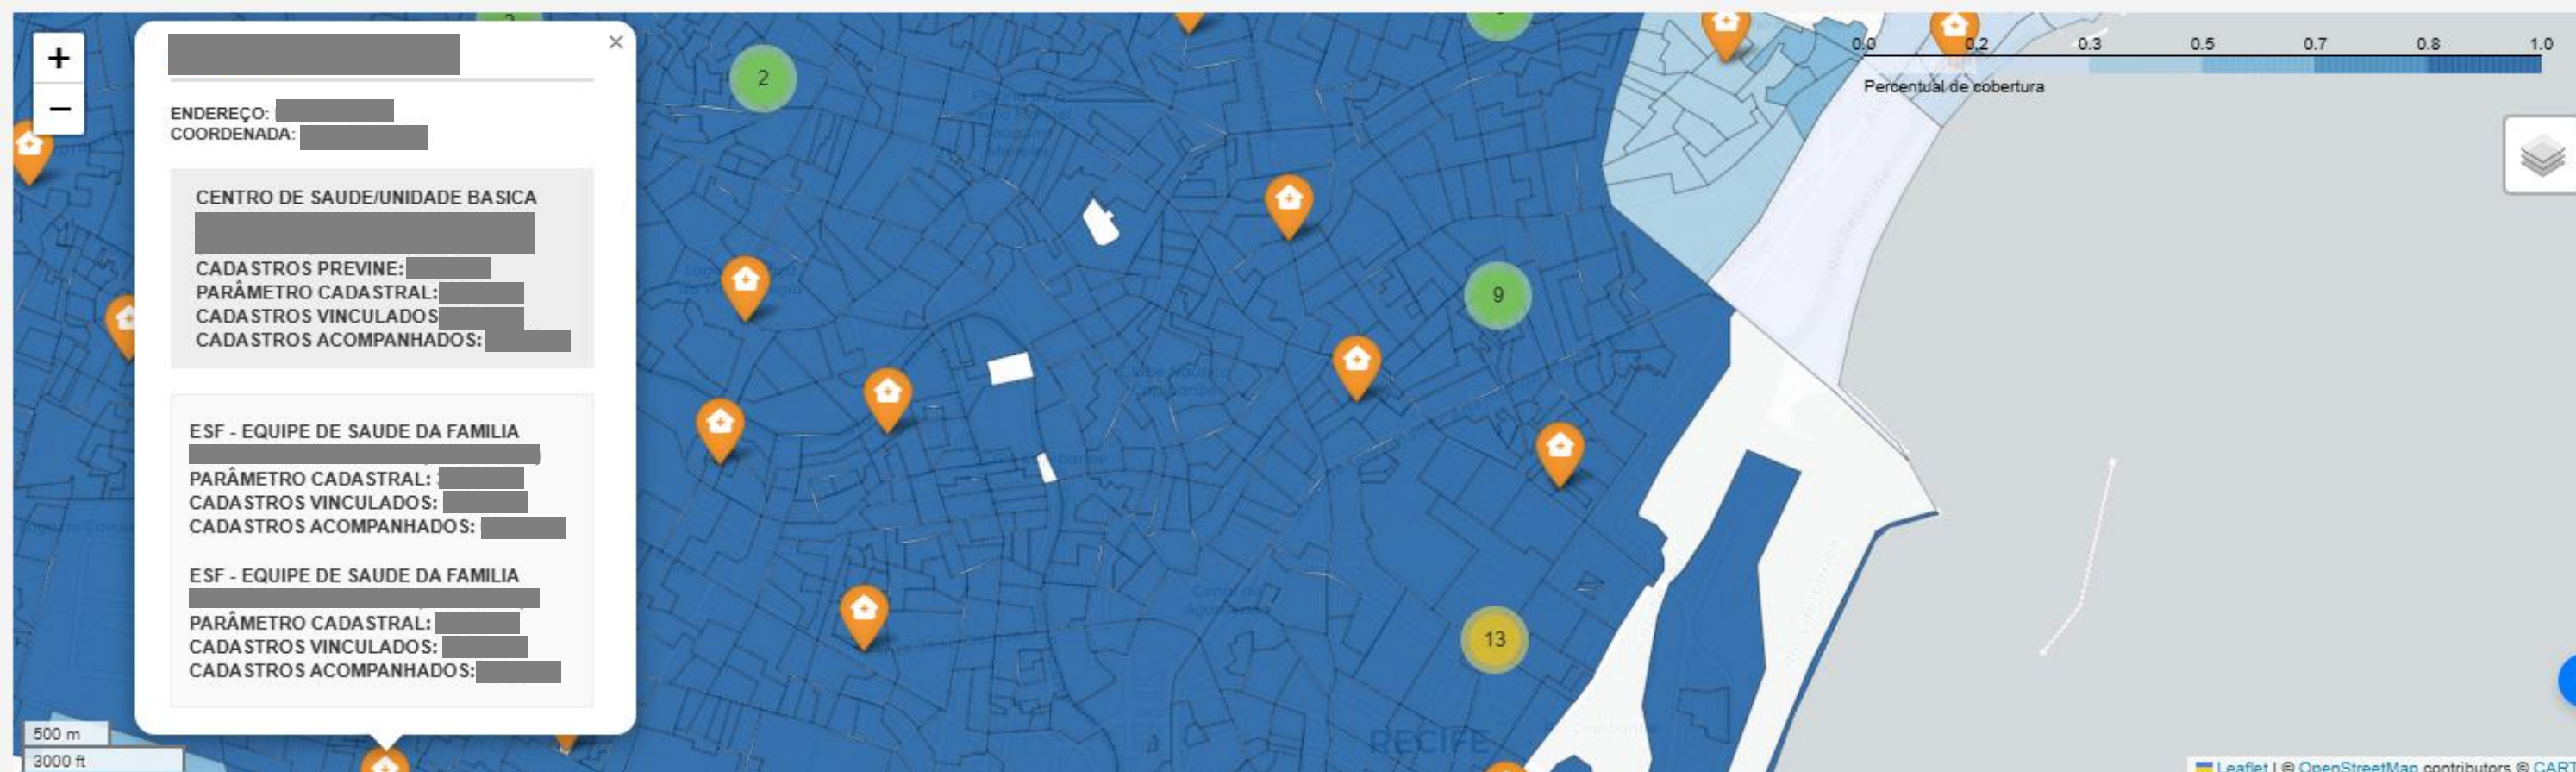 +
−
×
ENDEREÇO:
COORDENADA:
CENTRO DE SAUDE/UNIDADE BASICA
CADASTROS PREVINE:
PARÂMETRO CADASTRAL:
CADASTROS VINCULADOS
CADASTROS ACOMPANHADOS:
ESF - EQUIPE DE SAUDE DA FAMILIA
PARÂMETRO CADASTRAL:
CADASTROS VINCULADOS:
CADASTROS ACOMPANHADOS:
ESF - EQUIPE DE SAUDE DA FAMILIA
PARÂMETRO CADASTRAL:
CADASTROS VINCULADOS:
CADASTROS ACOMPANHADOS:
500 m
3000 ft
2
9
13
RECIFE
0.0 0.2 0.3 0.5 0.7 0.8 1.0
Percentual de cobertura
Leaflet | © OpenStreetMap contributors © CART